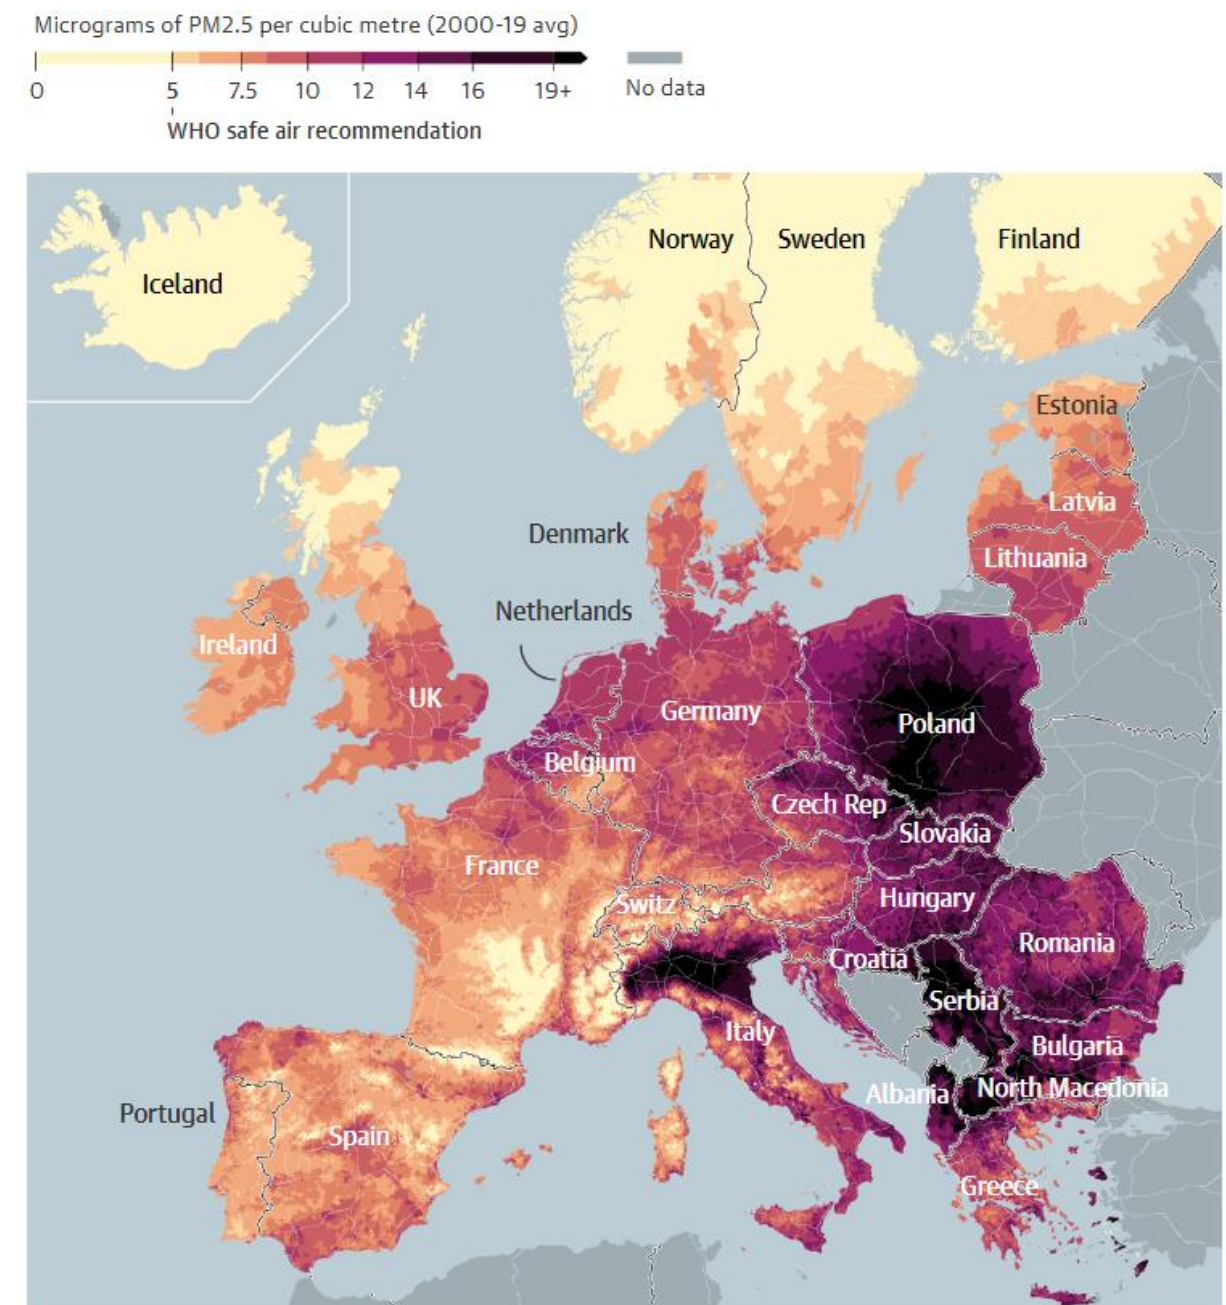 Micrograms of PM2.5 per cubic metre (2000-19 avg)
0 5 7.5 10 12 14 16 19+ No data
WHO safe air recommendation
Norway Sweden Finland
Iceland
Estonia
Latvia
Denmark
Lithuania
Netherlands
Ireland
UK
Germany
Poland
Belgium
Czech Rep
Slovakia
France
Hungary
Switz
Romania
Croatia
Serbia
Italy
Bulgaria
North Macedonia
Albania
Portugal
Spain
Greece